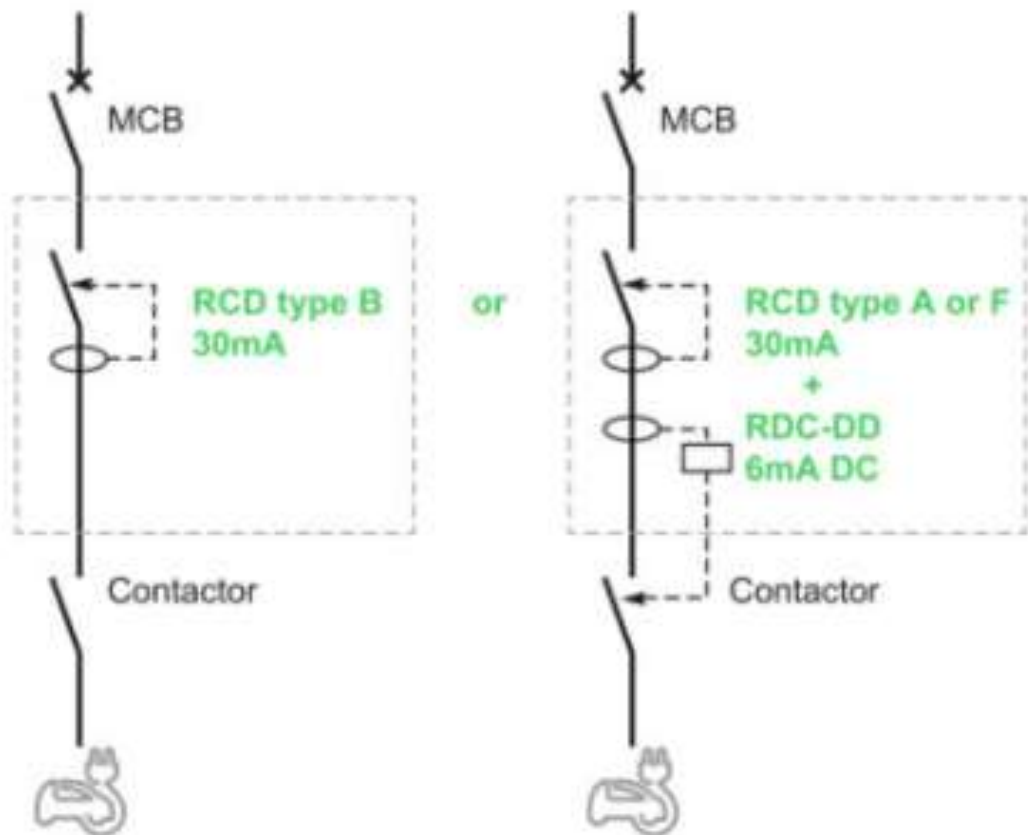 MCB
RCD type B
30mA
Contactor
or
MCB
RCD type A or F
30mA
+
RDC-DD
6mA DC
Contactor